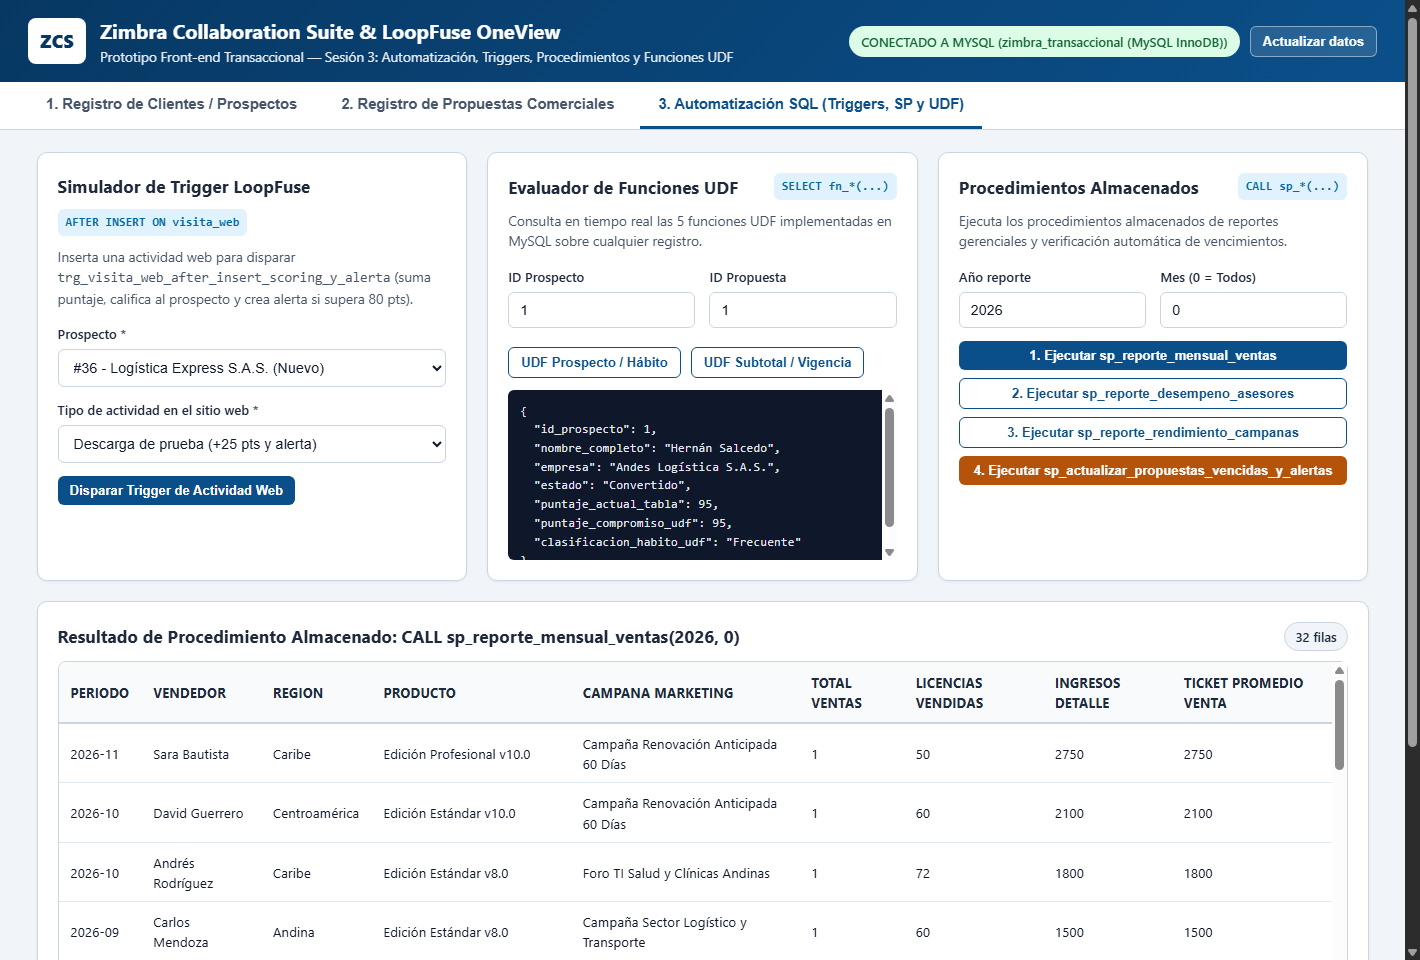 ZCS
Zimbra Collaboration Suite & LoopFuse OneView
Prototipo Front-end Transaccional — Sesión 3: Automatización, Triggers, Procedimientos y Funciones UDF
CONECTADO A MYSQL (zimbra_transaccional (MySQL InnoDB))
Actualizar datos
1. Registro de Clientes / Prospectos
2. Registro de Propuestas Comerciales
3. Automatización SQL (Triggers, SP y UDF)
Simulador de Trigger LoopFuse
AFTER INSERT ON visita_web
Inserta una actividad web para disparar
trg_visita_web_after_insert_scoring_y_alerta (suma
puntaje, califica al prospecto y crea alerta si supera 80 pts).
Prospecto *
#36 - Logística Express S.A.S. (Nuevo)
Tipo de actividad en el sitio web *
Descarga de prueba (+25 pts y alerta)
Disparar Trigger de Actividad Web
Evaluador de Funciones UDF
SELECT fn_*(...)
Consulta en tiempo real las 5 funciones UDF implementadas en
MySQL sobre cualquier registro.
ID Prospecto
ID Propuesta
1
1
UDF Prospecto / Hábito
UDF Subtotal / Vigencia
{
"id_prospecto": 1,
"nombre_completo": "Hernán Salcedo",
"empresa": "Andes Logística S.A.S.",
"estado": "Convertido",
"puntaje_actual_tabla": 95,
"puntaje_compromiso_udf": 95,
"clasificacion_habito_udf": "Frecuente"
}
Procedimientos Almacenados
CALL sp_*(...)
Ejecuta los procedimientos almacenados de reportes
gerenciales y verificación automática de vencimientos.
Año reporte
Mes (0 = Todos)
2026
0
1. Ejecutar sp_reporte_mensual_ventas
2. Ejecutar sp_reporte_desempeno_asesores
3. Ejecutar sp_reporte_rendimiento_campanas
4. Ejecutar sp_actualizar_propuestas_vencidas_y_alertas
Resultado de Procedimiento Almacenado: CALL sp_reporte_mensual_ventas(2026, 0)
32 filas
PERIODO VENDEDOR REGION PRODUCTO CAMPANA MARKETING TOTAL VENTAS LICENCIAS VENDIDAS INGRESOS DETALLE TICKET PROMEDIO VENTA
2026-11 Sara Bautista Caribe Edición Profesional v10.0 Campaña Renovación Anticipada 60 Días 1 50 2750 2750
2026-10 David Guerrero Centroamérica Edición Estándar v10.0 Campaña Renovación Anticipada 60 Días 1 60 2100 2100
2026-10 Andrés Rodríguez Caribe Edición Estándar v8.0 Foro TI Salud y Clínicas Andinas 1 72 1800 1800
2026-09 Carlos Mendoza Andina Edición Estándar v8.0 Campaña Sector Logístico y Transporte 1 60 1500 1500